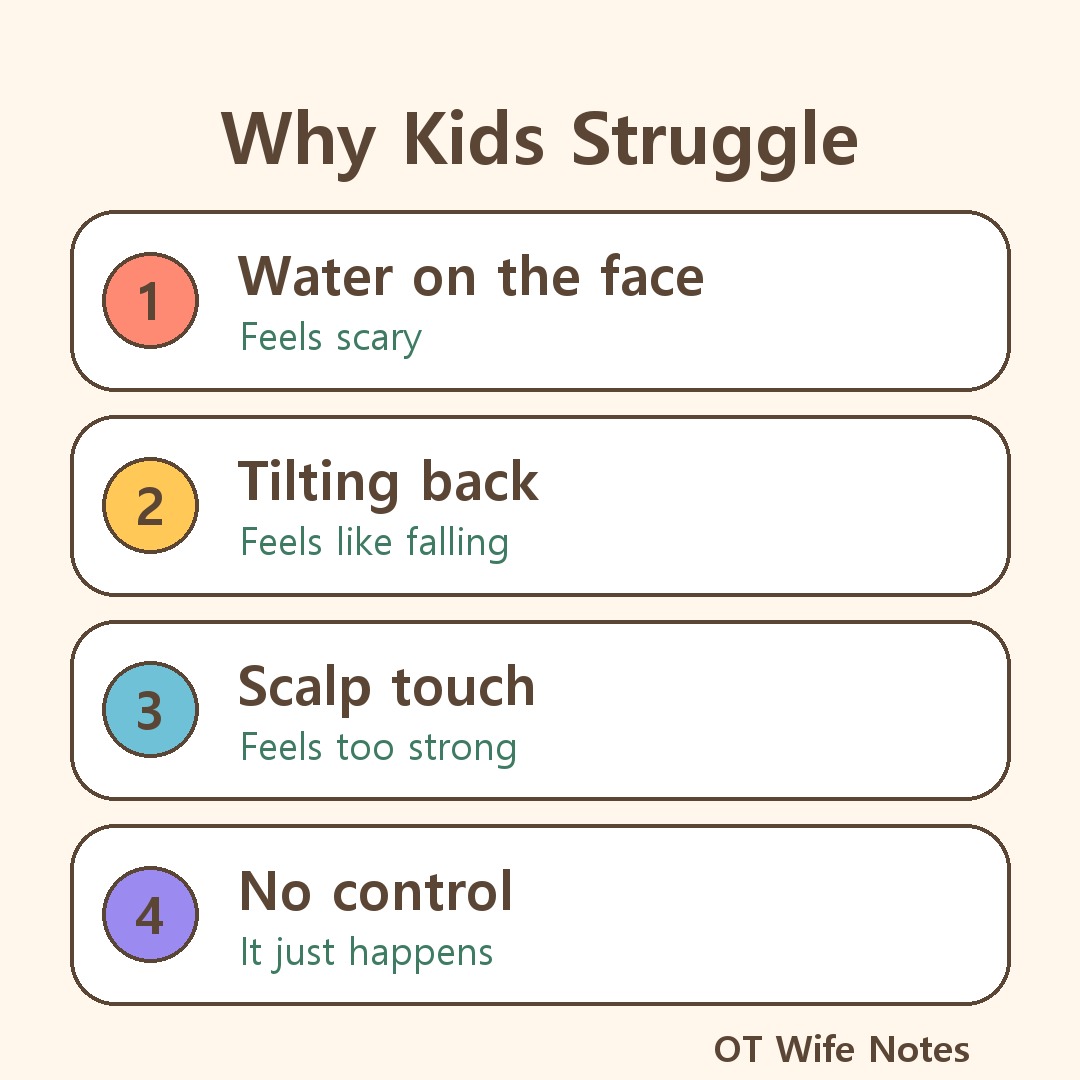 Why Kids Struggle
1
Water on the face
Feels scary
2
Tilting back
Feels like falling
3
Scalp touch
Feels too strong
4
No control
It just happens
OT Wife Notes